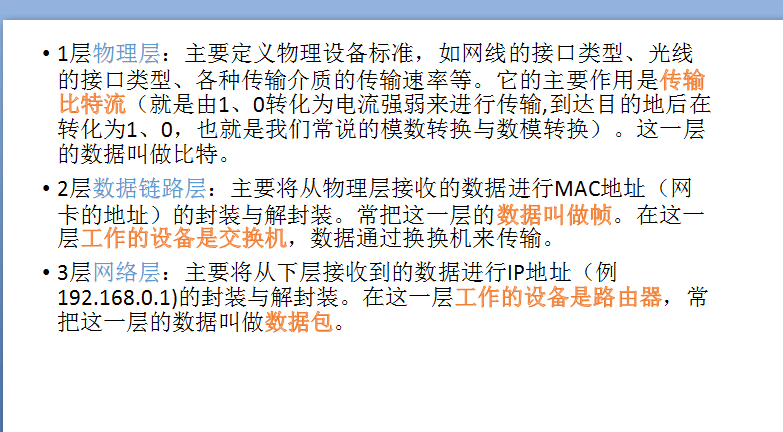 • 1层物理层：主要定义物理设备标准，如网线的接口类型、光线
的接口类型、各种传输介质的传输速率等。它的主要作用是传输
比特流（就是由1、0转化为电流强弱来进行传输,到达目的地后在
转化为1、0，也就是我们常说的模数转换与数模转换）。这一层
的数据叫做比特。
• 2层数据链路层：主要将从物理层接收的数据进行MAC地址（网
卡的地址）的封装与解封装。常把这一层的数据叫做帧。在这一
层工作的设备是交换机，数据通过换换机来传输。
• 3层网络层：主要将从下层接收到的数据进行IP地址（例
192.168.0.1)的封装与解封装。在这一层工作的设备是路由器，常
把这一层的数据叫做数据包。